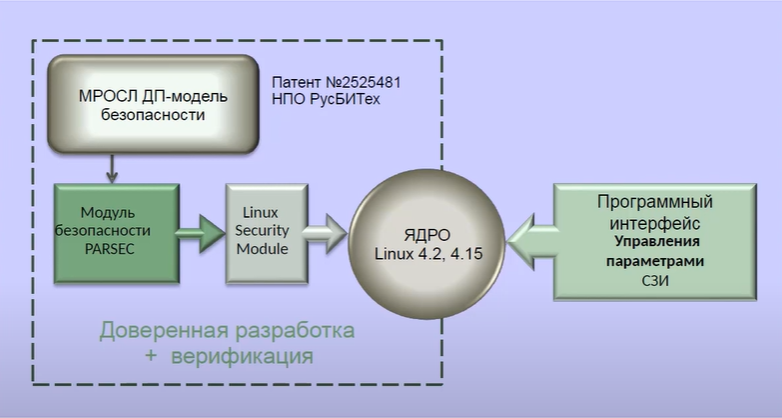 МРОСЛ ДП-модель
безопасности
Патент №2525481
НПО РусБИТех
Модуль
безопасности
PARSEC
Linux
Security
Module
ЯДРО
Linux 4.2, 4.15
Программный
интерфейс
Управления
параметрами
СЗИ
Доверенная разработка
+ верификация